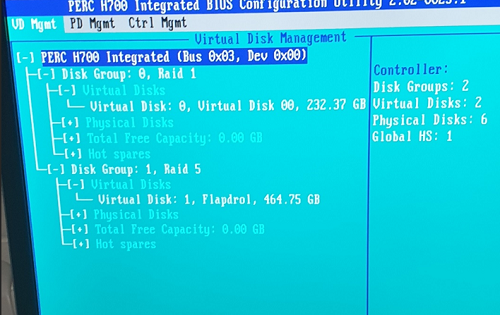 PERC H700 Integrated BIOS Configuration Utility 2.02-0025.1
VD Mgmt PD Mgmt Ctrl Mgmt
Virtual Disk Management
[-] PERC H700 Integrated (Bus 0x03, Dev 0x00)
[-] Disk Group: 0, Raid 1
[-] Virtual Disks
Virtual Disk: 0, Virtual Disk 00, 232.37 GB
[+] Physical Disks
[+] Total Free Capacity: 0.00 GB
[+] Hot spares
[-] Disk Group: 1, Raid 5
[-] Virtual Disks
Virtual Disk: 1, Flapdrol, 464.75 GB
[+] Physical Disks
[+] Total Free Capacity: 0.00 GB
[+] Hot spares
Controller:
Disk Groups: 2
Virtual Disks: 2
Physical Disks: 6
Global HS: 1